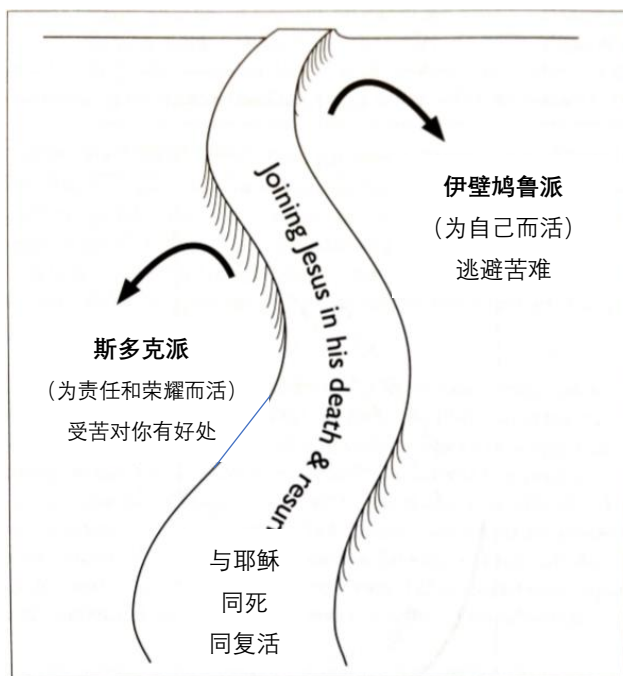 伊壁鸠鲁派
（为自己而活）
逃避苦难
斯多克派
（为责任和荣耀而活）
受苦对你有好处
Joining Jesus in his death & resur
与耶稣
同死
同复活